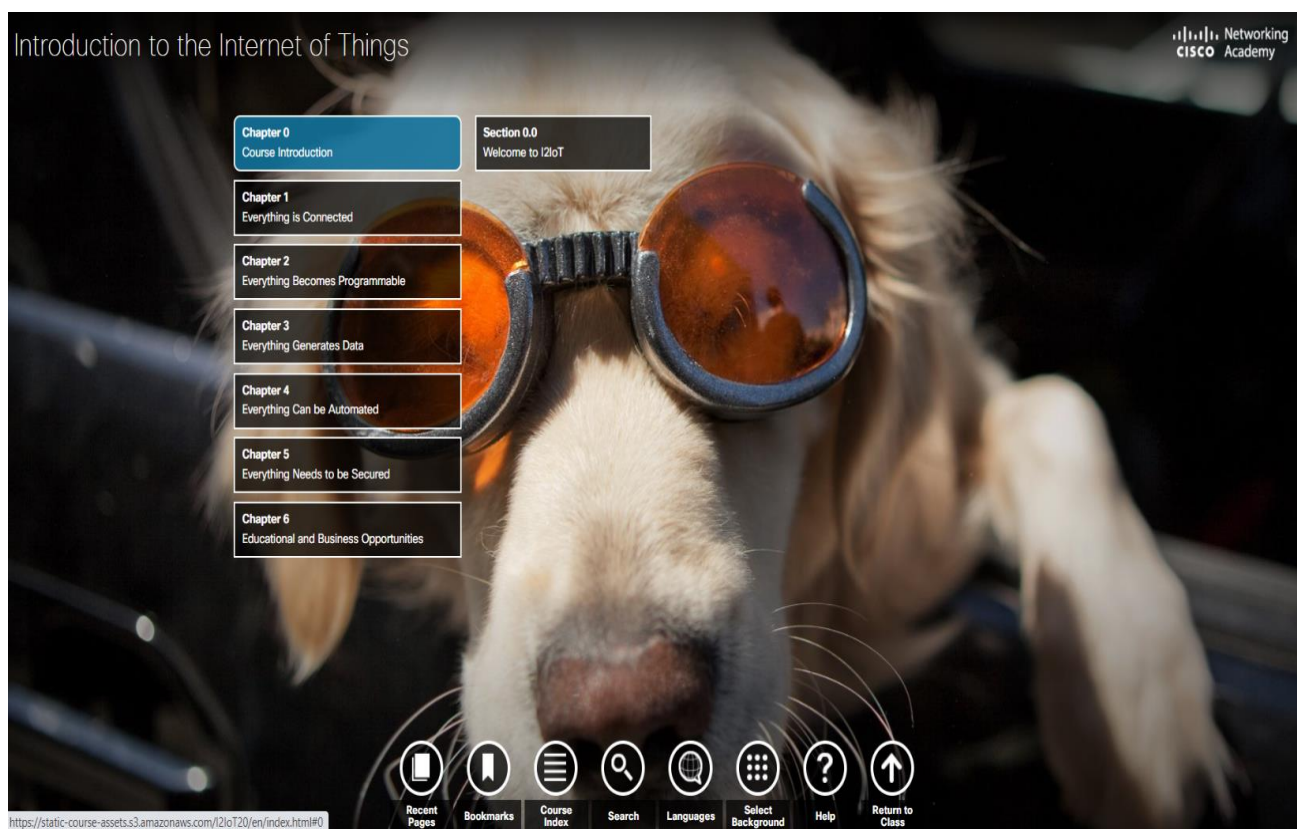 Introduction to the Internet of Things
Networking
CISCO Academy
Chapter 0
Course Introduction
Section 0.0
Welcome to I2IoT
Chapter 1
Everything is Connected
Chapter 2
Everything Becomes Programmable
Chapter 3
Everything Generates Data
Chapter 4
Everything Can be Automated
Chapter 5
Everything Needs to be Secured
Chapter 6
Educational and Business Opportunities
Recent
Pages
Bookmarks
Course
Index
Search
Languages
Select
Background
Help
Return to
Class
https://static-course-assets.s3.amazonaws.com/I2IoT20/en/index.html#0